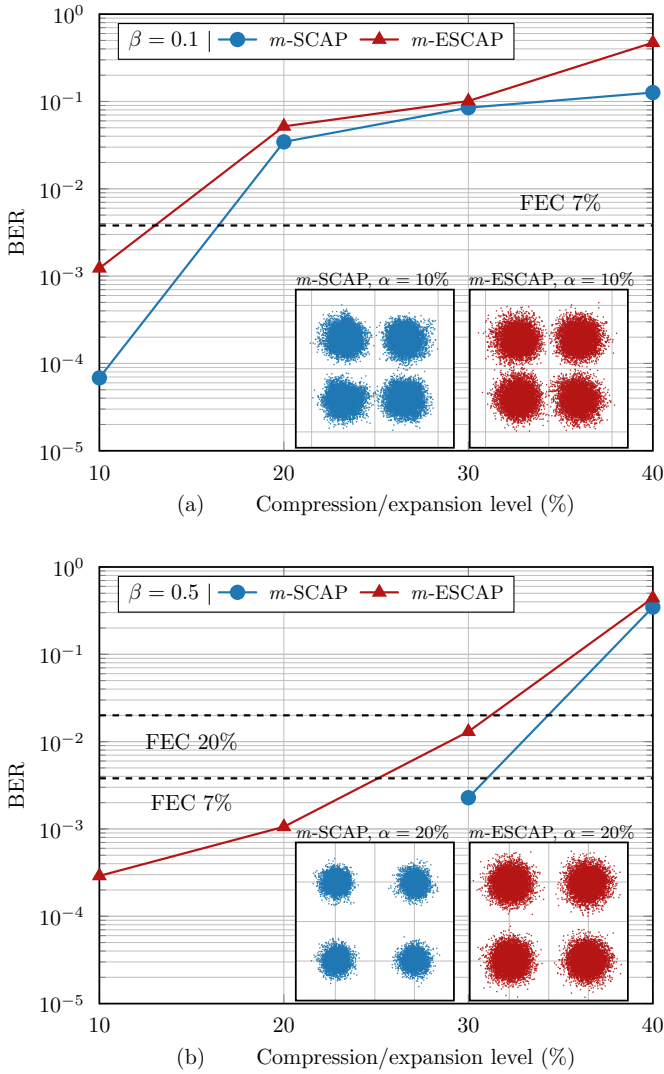 10^0
β = 0.1 | m-SCAP m-ESCAP
10^-1
10^-2
FEC 7%
BER
10^-3
m-SCAP, α = 10% m-ESCAP, α = 10%
10^-4
10^-5
10 20 30 40
(a) Compression/expansion level (%)
10^0
β = 0.5 | m-SCAP m-ESCAP
10^-1
10^-2
FEC 20%
BER
FEC 7%
10^-3
m-SCAP, α = 20% m-ESCAP, α = 20%
10^-4
10^-5
10 20 30 40
(b) Compression/expansion level (%)